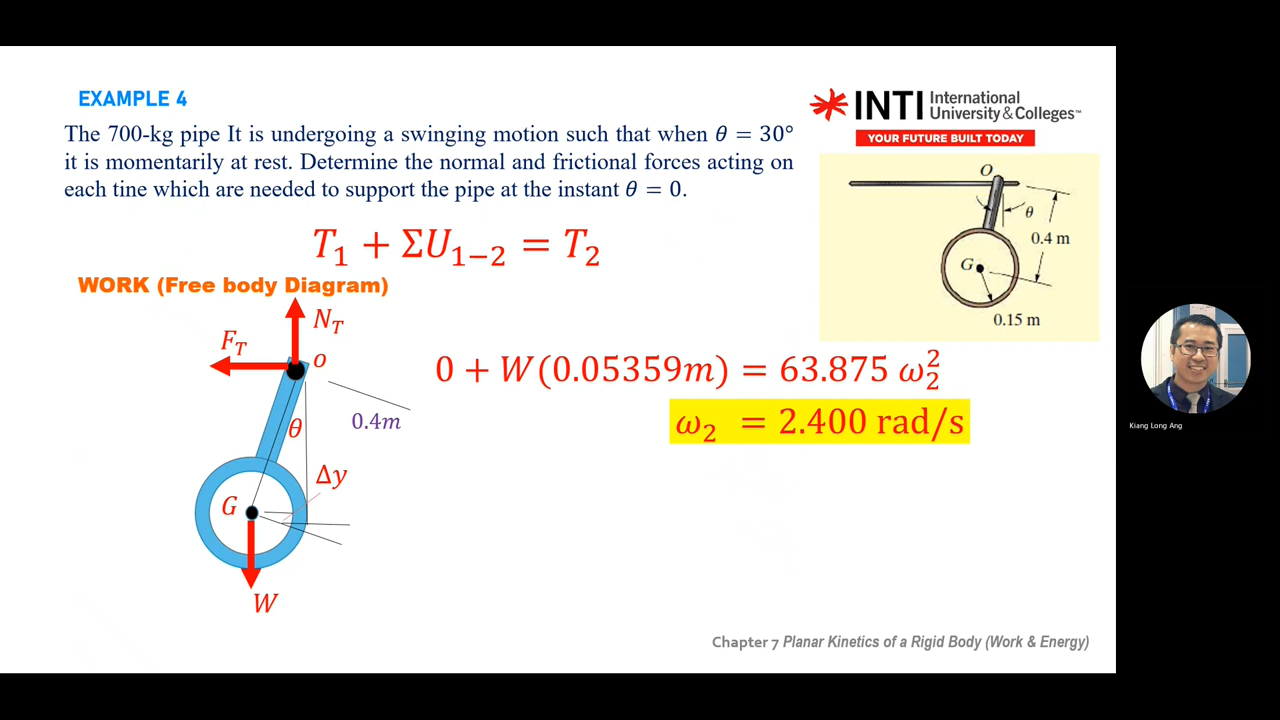 EXAMPLE 4
The 700-kg pipe It is undergoing a swinging motion such that when θ = 30°
it is momentarily at rest. Determine the normal and frictional forces acting on
each tine which are needed to support the pipe at the instant θ = 0.
INTI International University & Colleges™
YOUR FUTURE BUILT TODAY
O
θ
0.4 m
G
0.15 m
T₁ + ΣU₁₋₂ = T₂
WORK (Free body Diagram)
N_T
F_T
o
θ
0.4m
Δy
G
W
0 + W(0.05359m) = 63.875 ω₂²
ω₂ = 2.400 rad/s
Kiang Long Ang
Chapter 7 Planar Kinetics of a Rigid Body (Work & Energy)